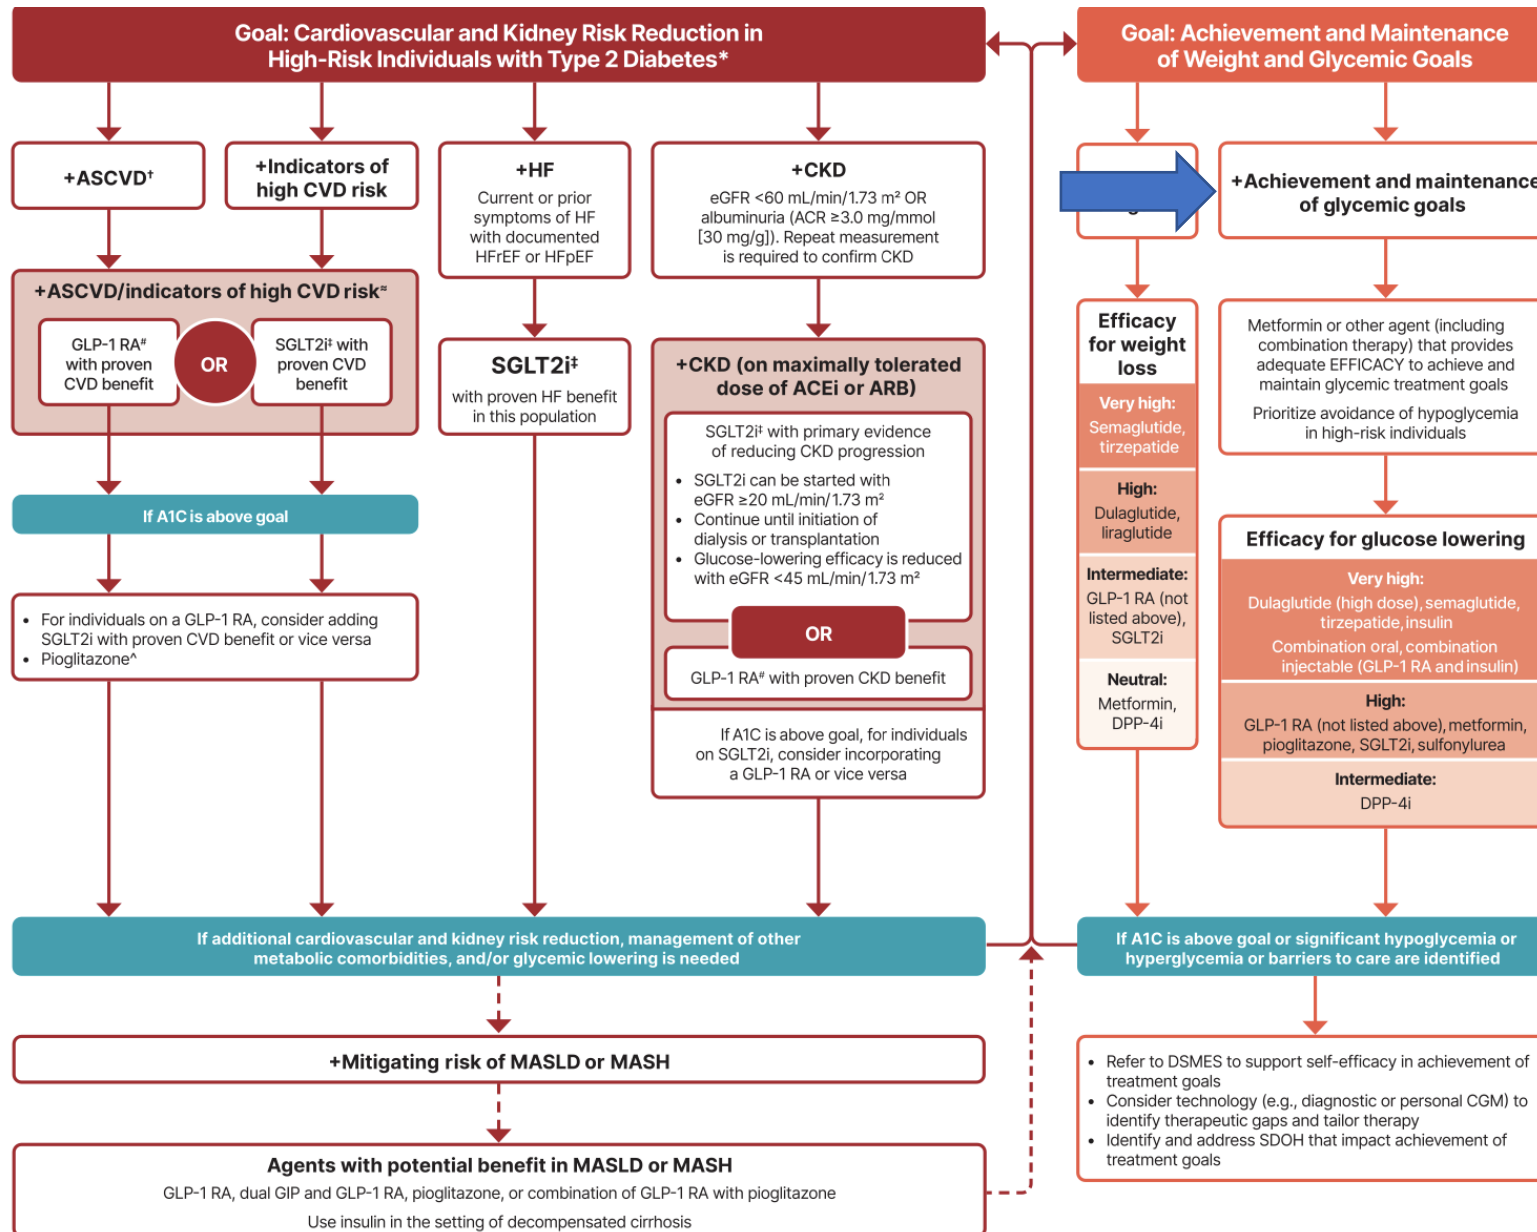 Goal: Cardiovascular and Kidney Risk Reduction in
High-Risk Individuals with Type 2 Diabetes*
Goal: Achievement and Maintenance
of Weight and Glycemic Goals
+ASCVD†
+Indicators of
high CVD risk
+HF
Current or prior
symptoms of HF
with documented
HFrEF or HFpEF
+CKD
eGFR <60 mL/min/1.73 m² OR
albuminuria (ACR ≥3.0 mg/mmol
[30 mg/g]). Repeat measurement
is required to confirm CKD
+Achievement and maintenance
of glycemic goals
+ASCVD/indicators of high CVD risk≈
GLP-1 RA#
with proven
CVD benefit
OR
SGLT2i‡ with
proven CVD
benefit
SGLT2i‡
with proven HF benefit
in this population
+CKD (on maximally tolerated
dose of ACEi or ARB)
SGLT2i‡ with primary evidence
of reducing CKD progression
• SGLT2i can be started with
eGFR ≥20 mL/min/1.73 m²
• Continue until initiation of
dialysis or transplantation
• Glucose-lowering efficacy is reduced
with eGFR <45 mL/min/1.73 m²
OR
GLP-1 RA# with proven CKD benefit
If A1C is above goal, for individuals
on SGLT2i, consider incorporating
a GLP-1 RA or vice versa
If A1C is above goal
• For individuals on a GLP-1 RA, consider adding
SGLT2i with proven CVD benefit or vice versa
• Pioglitazone^
Efficacy
for weight
loss
Very high:
Semaglutide,
tirzepatide
High:
Dulaglutide,
liraglutide
Intermediate:
GLP-1 RA (not
listed above),
SGLT2i
Neutral:
Metformin,
DPP-4i
Metformin or other agent (including
combination therapy) that provides
adequate EFFICACY to achieve and
maintain glycemic treatment goals
Prioritize avoidance of hypoglycemia
in high-risk individuals
Efficacy for glucose lowering
Very high:
Dulaglutide (high dose), semaglutide,
tirzepatide, insulin
Combination oral, combination
injectable (GLP-1 RA and insulin)
High:
GLP-1 RA (not listed above), metformin,
pioglitazone, SGLT2i, sulfonylurea
Intermediate:
DPP-4i
If additional cardiovascular and kidney risk reduction, management of other
metabolic comorbidities, and/or glycemic lowering is needed
If A1C is above goal or significant hypoglycemia or
hyperglycemia or barriers to care are identified
+Mitigating risk of MASLD or MASH
Agents with potential benefit in MASLD or MASH
GLP-1 RA, dual GIP and GLP-1 RA, pioglitazone, or combination of GLP-1 RA with pioglitazone
Use insulin in the setting of decompensated cirrhosis
• Refer to DSMES to support self-efficacy in achievement of
treatment goals
• Consider technology (e.g., diagnostic or personal CGM) to
identify therapeutic gaps and tailor therapy
• Identify and address SDOH that impact achievement of
treatment goals